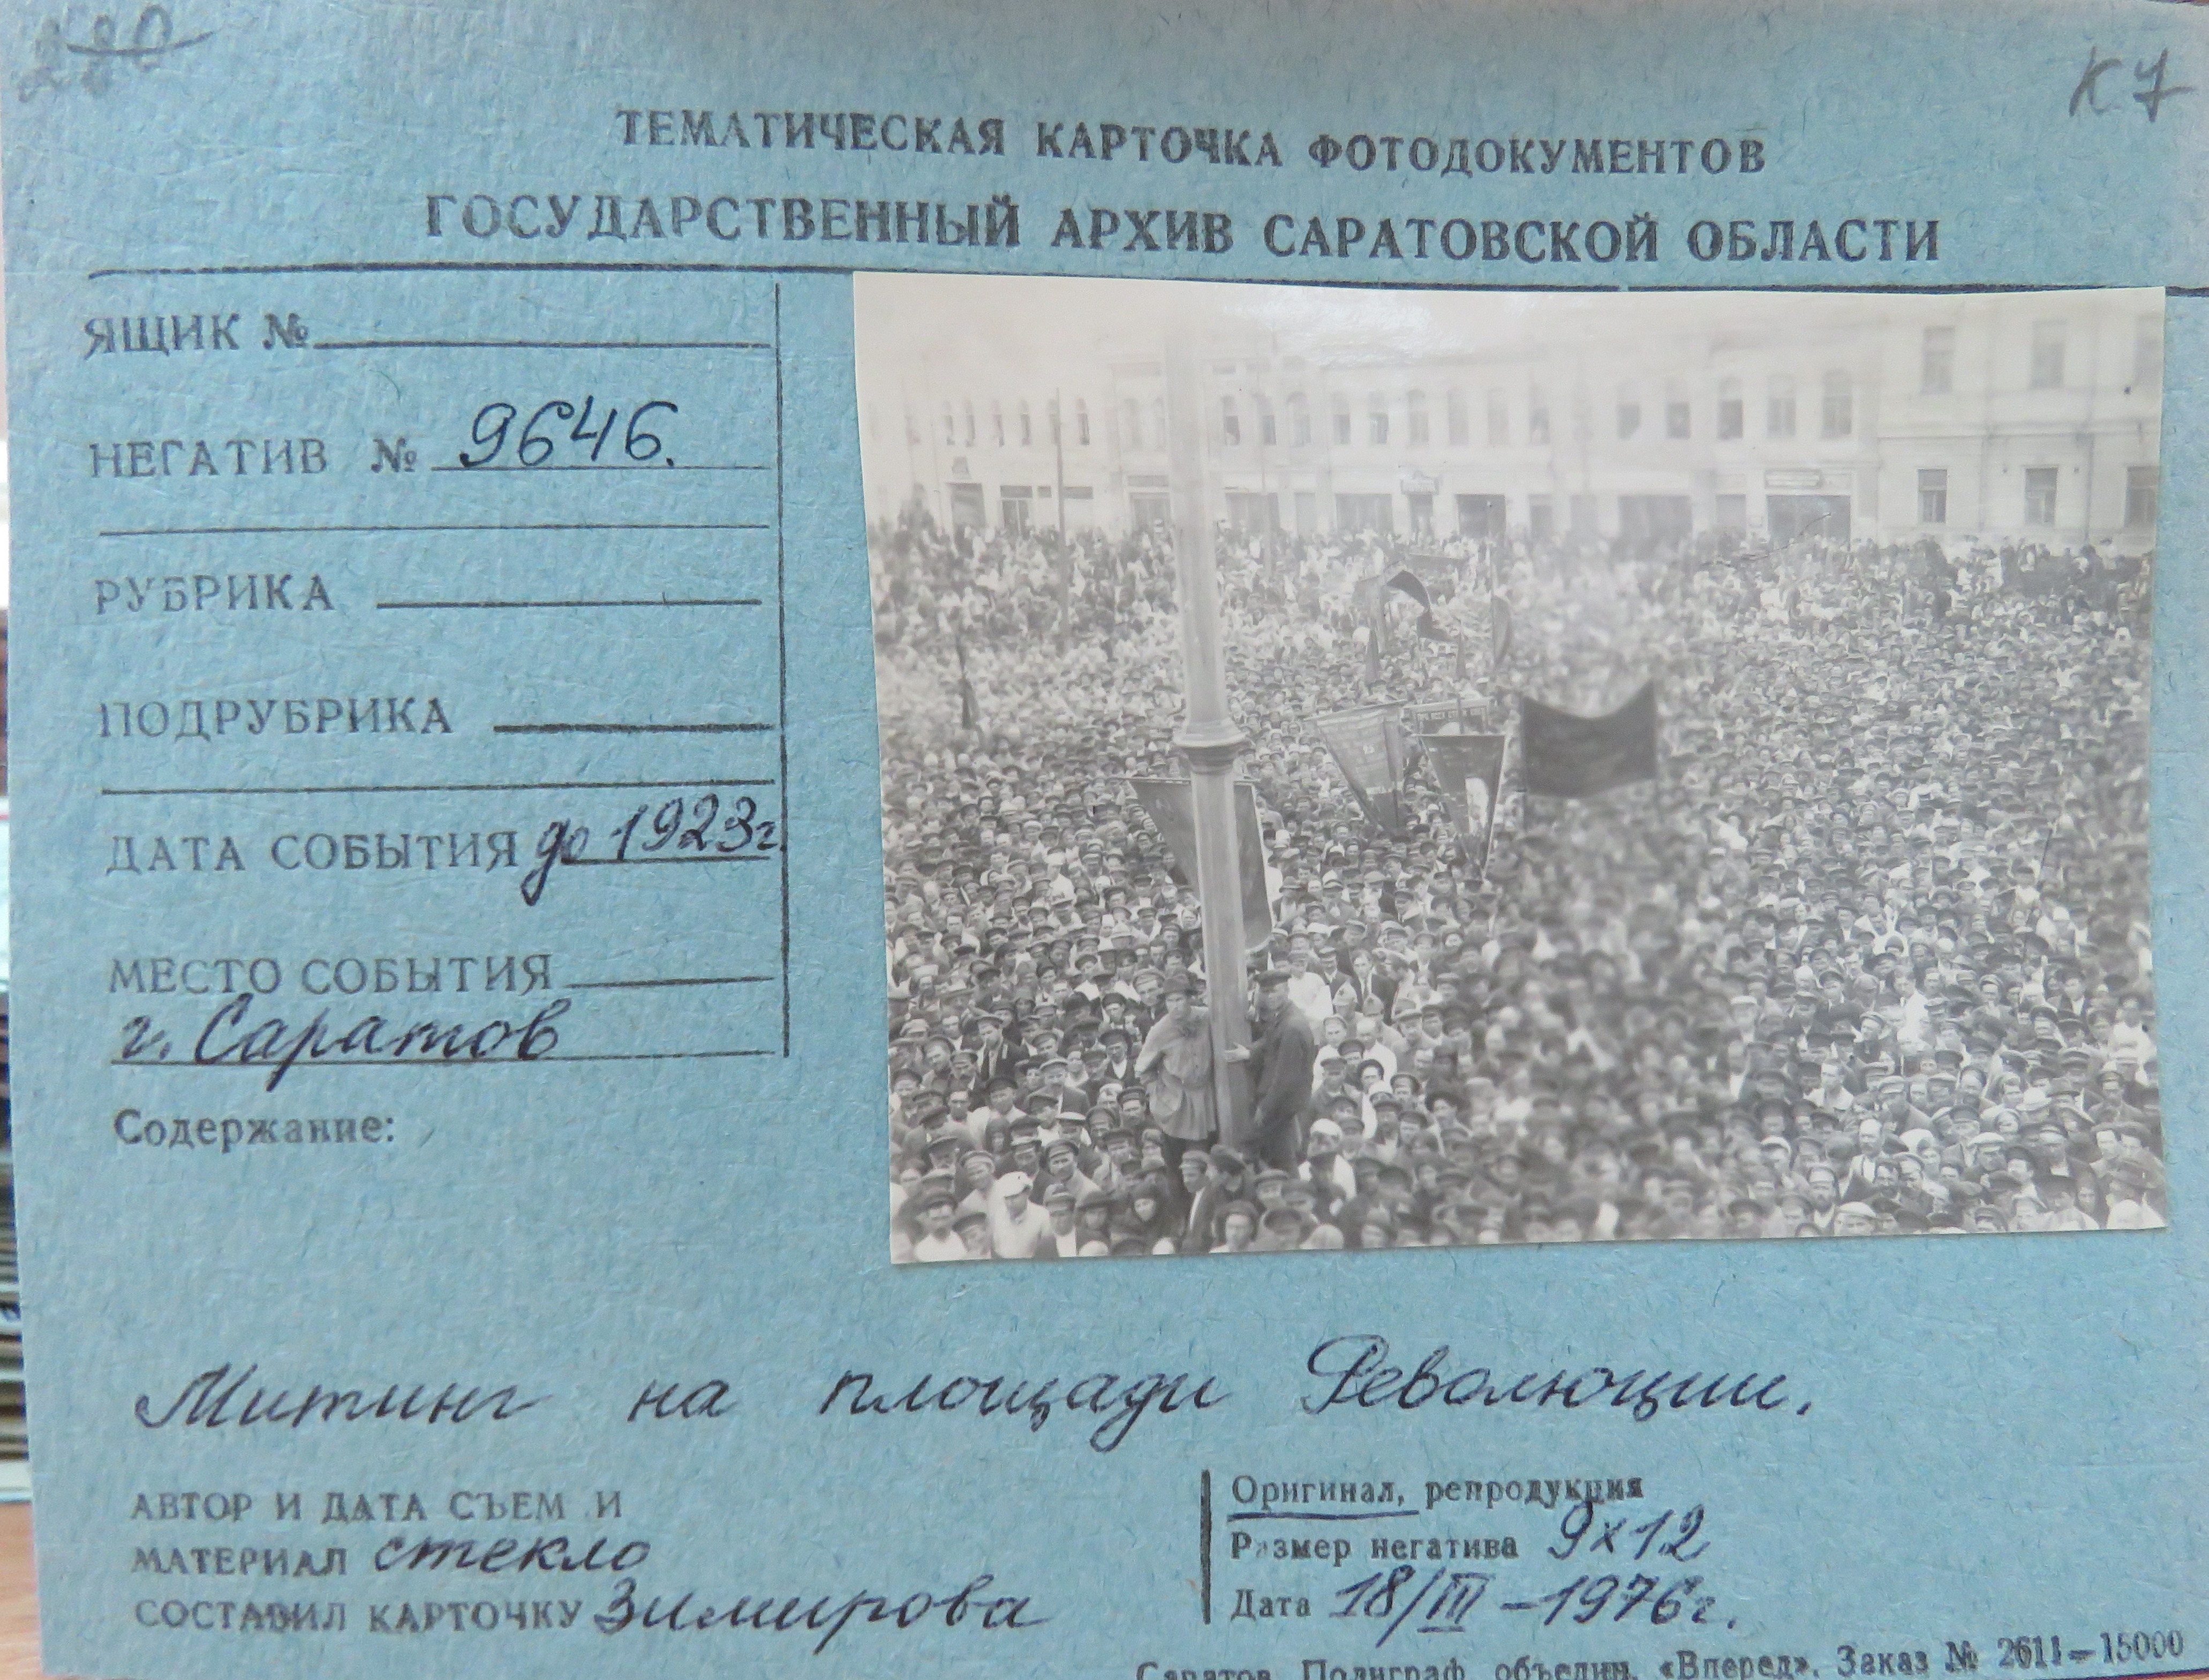 К7
ТЕМАТИЧЕСКАЯ КАРТОЧКА ФОТОДОКУМЕНТОВ
ГОСУДАРСТВЕННЫЙ АРХИВ САРАТОВСКОЙ ОБЛАСТИ
ЯЩИК №
НЕГАТИВ № 9646.
РУБРИКА
ПОДРУБРИКА
ДАТА СОБЫТИЯ до 1923г.
МЕСТО СОБЫТИЯ
г. Саратов
Содержание:
Митинг на площади Революции.
АВТОР И ДАТА СЪЕМ И
МАТЕРИАЛ стекло
СОСТАВИЛ КАРТОЧКУ Зимирова
Оригинал, репродукция
Размер негатива 9х12
Дата 18/III-1976г.
Саратов. Полиграф. объедин. «Вперед». Заказ № 2611—15000